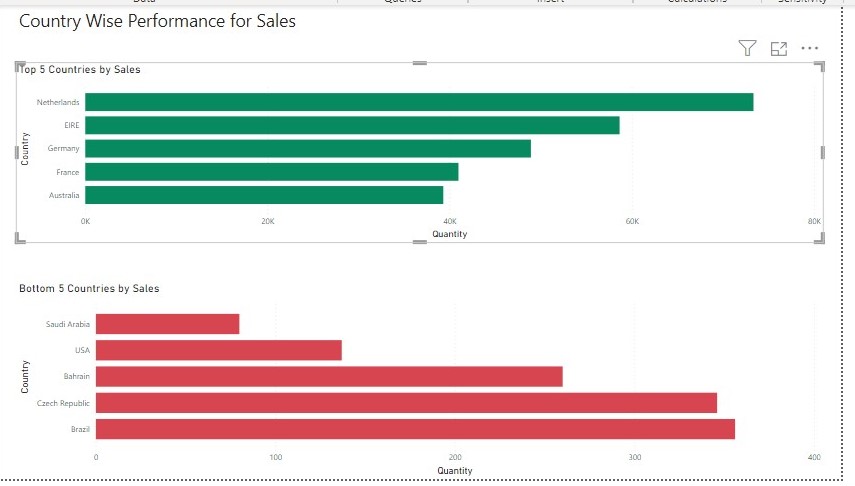 Country Wise Performance for Sales
Top 5 Countries by Sales
Country
Netherlands
EIRE
Germany
France
Australia
0K 20K 40K 60K 80K
Quantity
Bottom 5 Countries by Sales
Country
Saudi Arabia
USA
Bahrain
Czech Republic
Brazil
0 100 200 300 400
Quantity